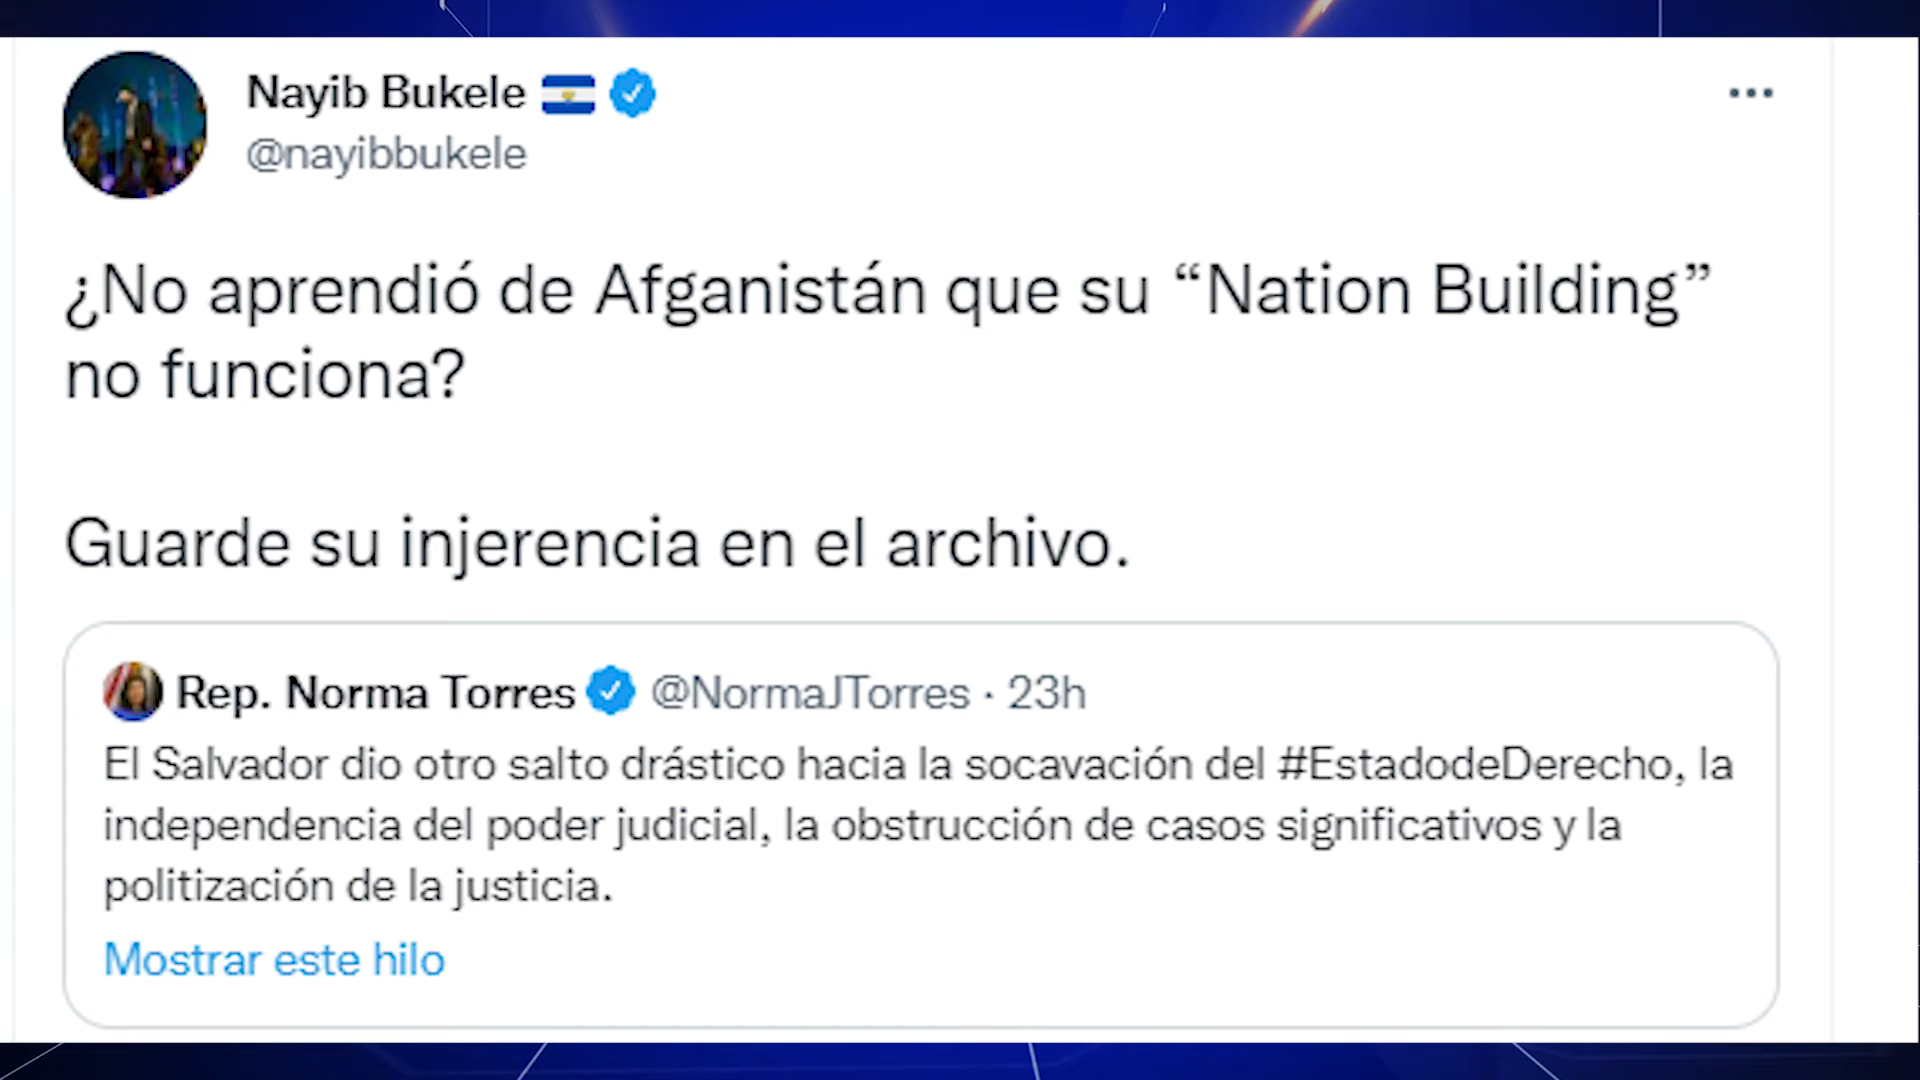 Nayib Bukele
@nayibbukele
¿No aprendió de Afganistán que su “Nation Building”
no funciona?
Guarde su injerencia en el archivo.
Rep. Norma Torres @NormaJTorres · 23h
El Salvador dio otro salto drástico hacia la socavación del #EstadodeDerecho, la
independencia del poder judicial, la obstrucción de casos significativos y la
politización de la justicia.
Mostrar este hilo